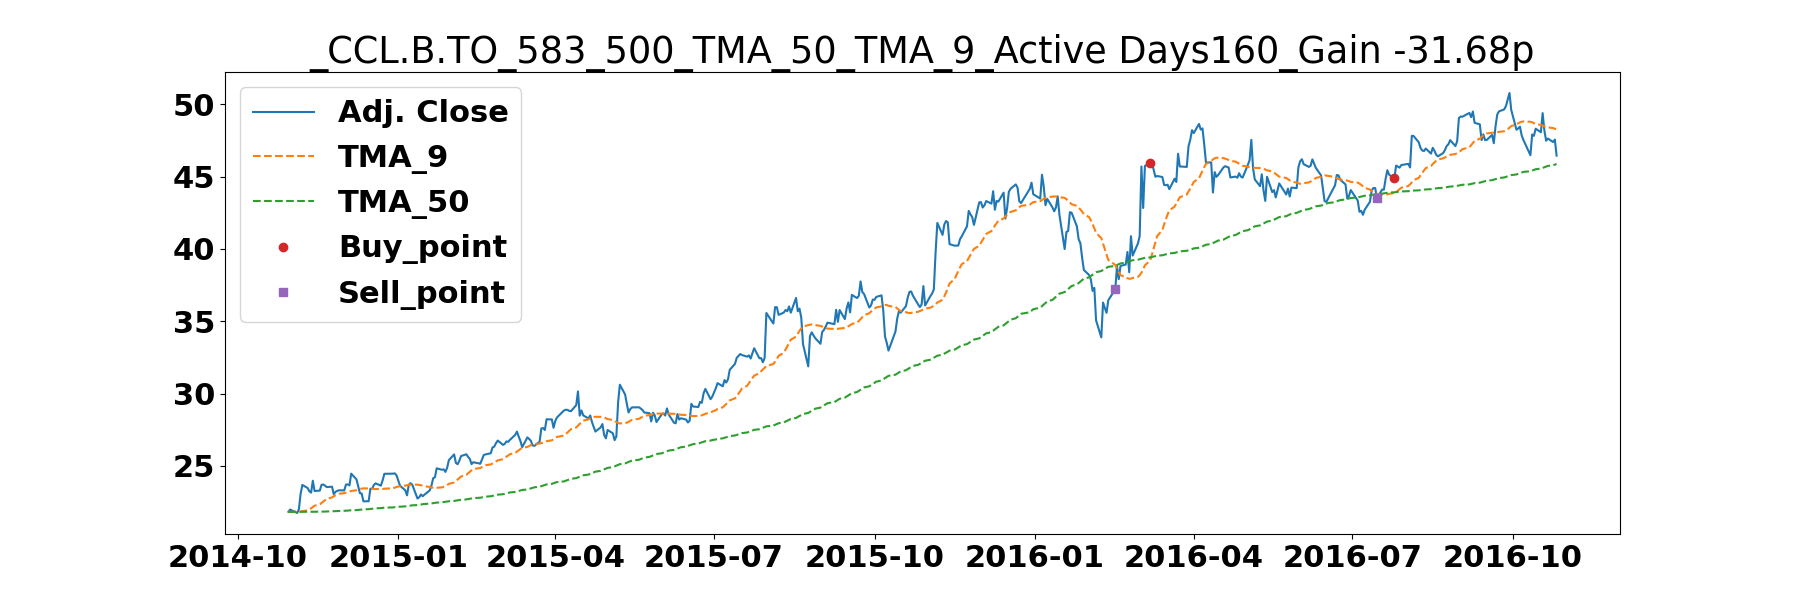 _CCL.B.TO_583_500_TMA_50_TMA_9_Active Days160_Gain -31.68p
50
45
40
35
30
25
Adj. Close
TMA_9
TMA_50
Buy_point
Sell_point
2014-10 2015-01 2015-04 2015-07 2015-10 2016-01 2016-04 2016-07 2016-10